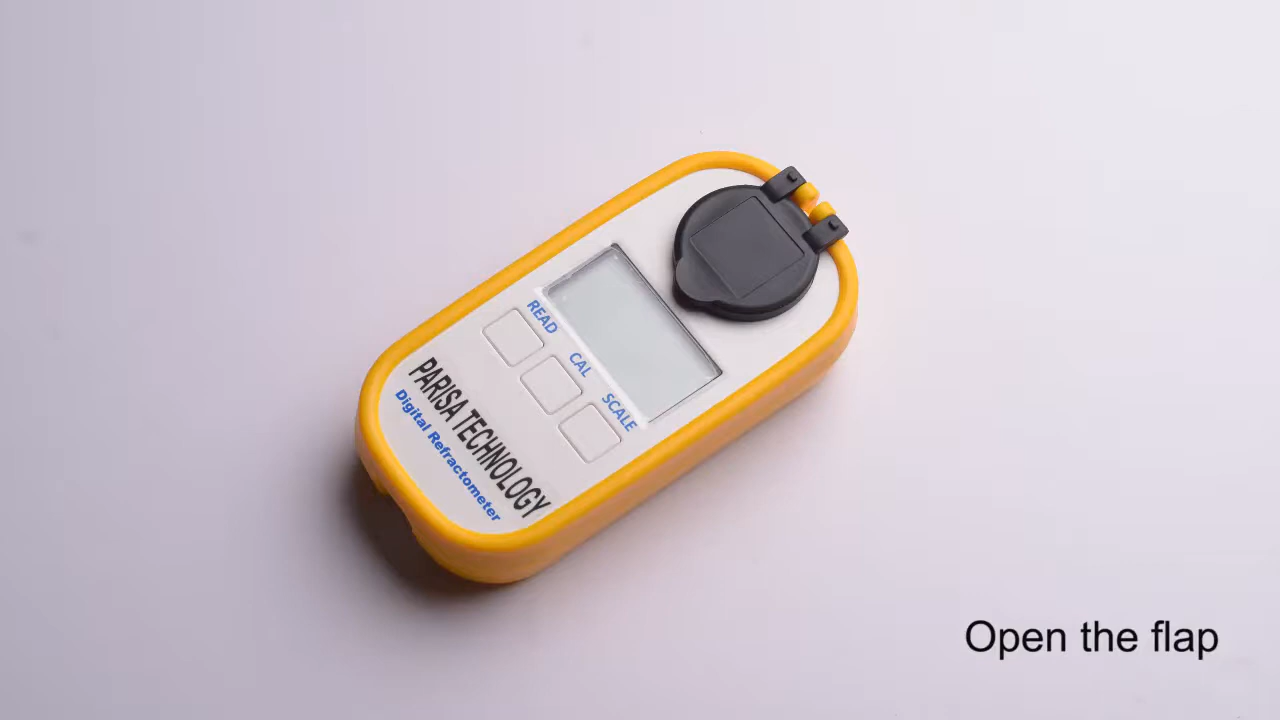 READ
CAL
SCALE
PARISA TECHNOLOGY
Digital Refractometer
Open the flap